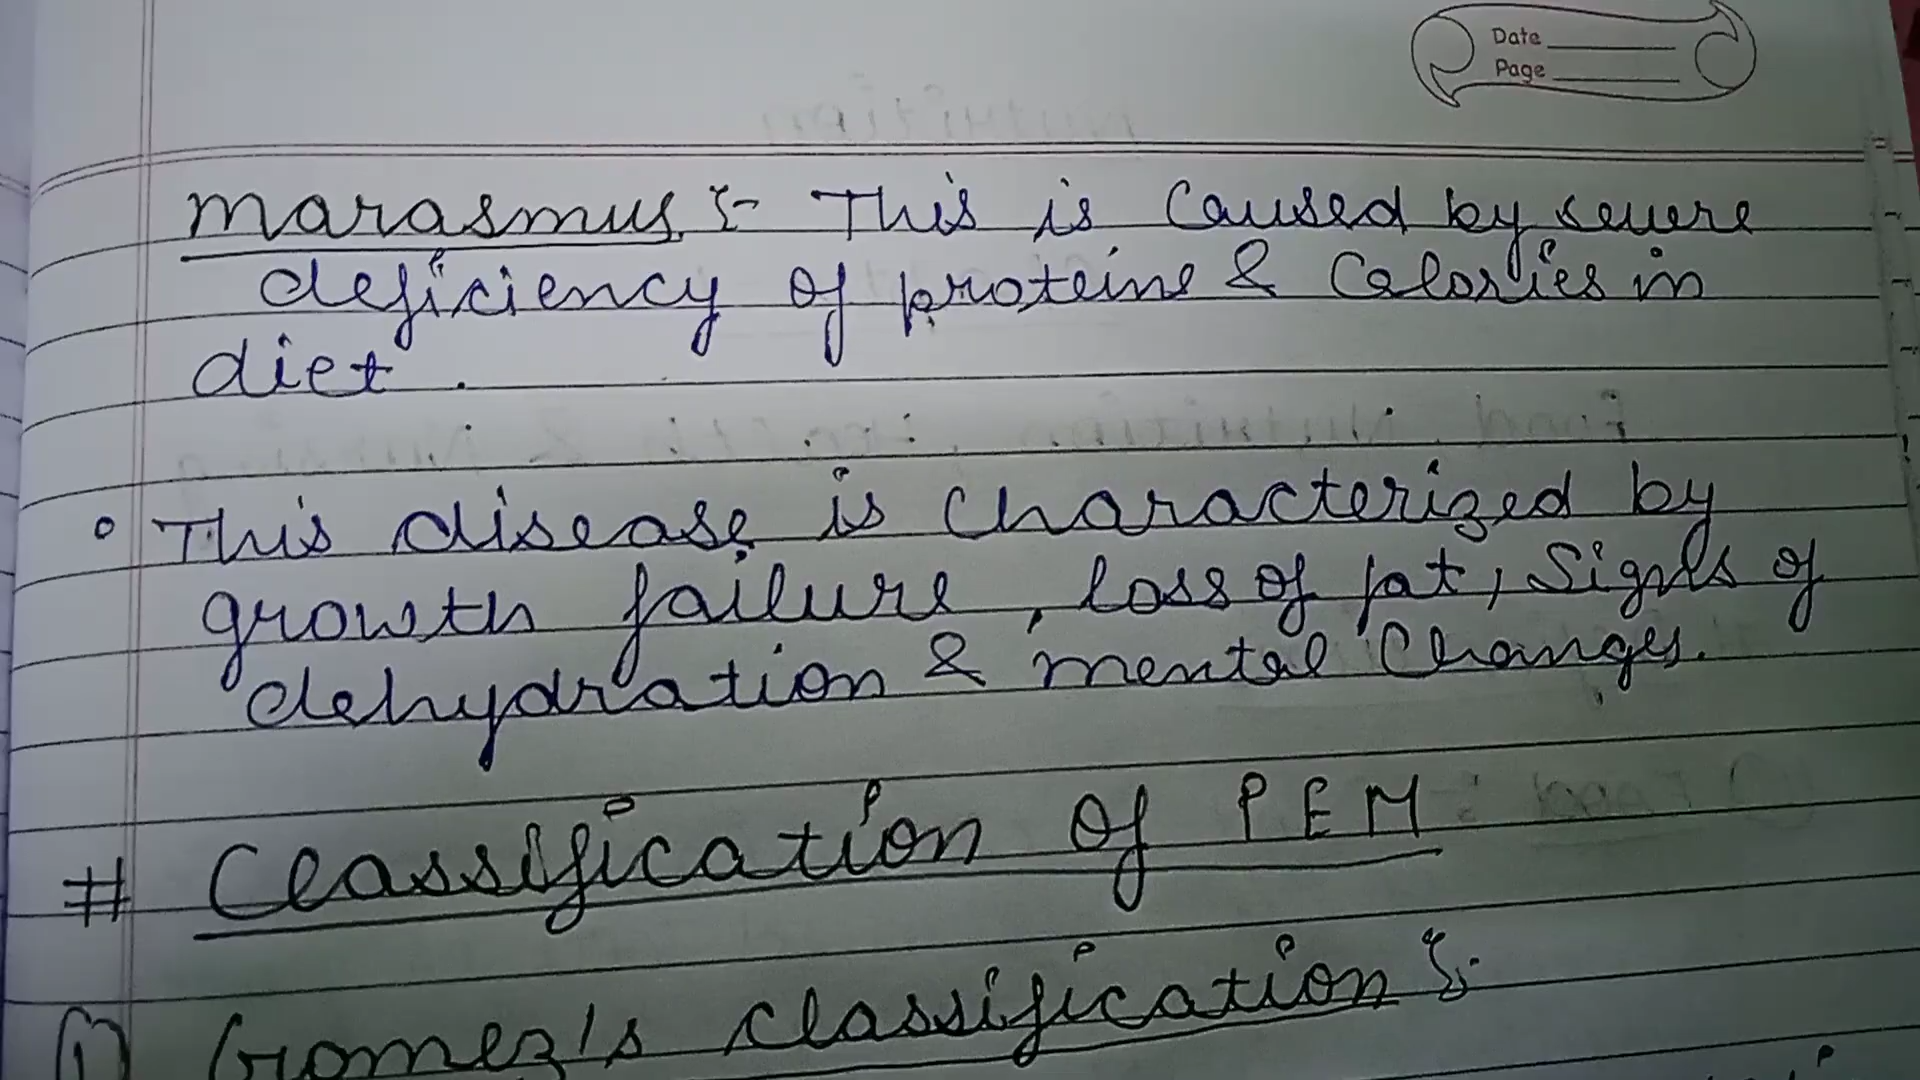 Date
Page
Marasmus :- This is Caused by severe
deficiency of proteins & Calories in
diet.
° This disease is Characterized by
growth failure, loss of fat, Signs of
dehydration & mental Changes.
# Classification Of PEM
(1) Gomez's classification :-